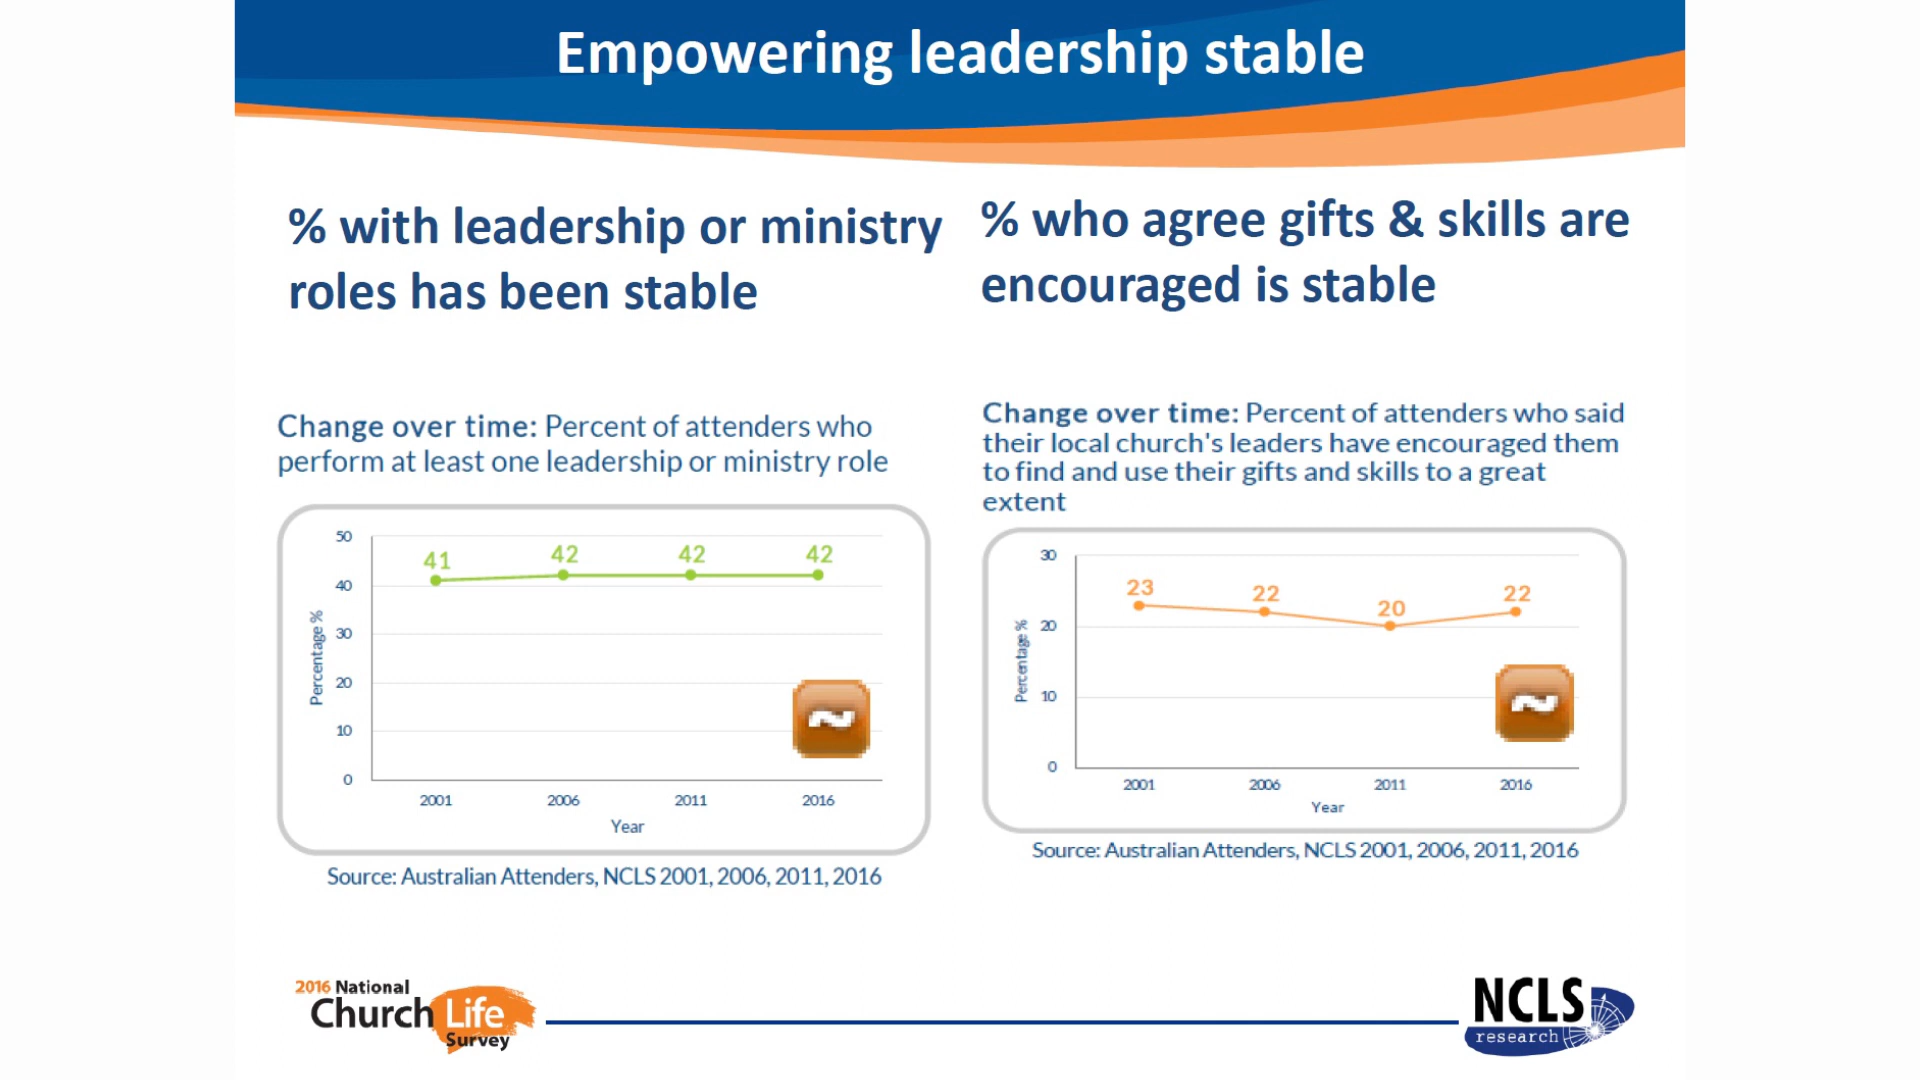 Empowering leadership stable
% with leadership or ministry
roles has been stable
Change over time: Percent of attenders who
perform at least one leadership or ministry role
50
40
30
20
10
0
Percentage %
41
42
42
42
2001
2006
2011
2016
Year
Source: Australian Attenders, NCLS 2001, 2006, 2011, 2016
% who agree gifts & skills are
encouraged is stable
Change over time: Percent of attenders who said
their local church's leaders have encouraged them
to find and use their gifts and skills to a great
extent
30
20
10
0
Percentage %
23
22
20
22
2001
2006
2011
2016
Year
Source: Australian Attenders, NCLS 2001, 2006, 2011, 2016
2016 National
Church Life
Survey
NCLS
research